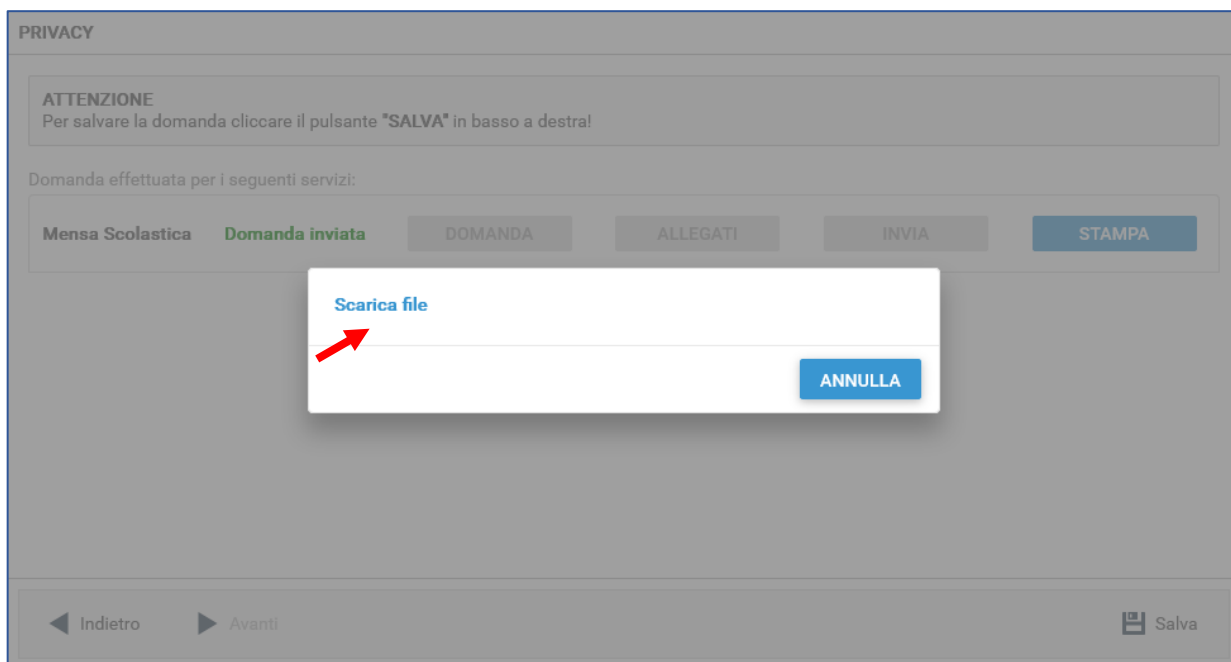 PRIVACY
ATTENZIONE
Per salvare la domanda cliccare il pulsante "SALVA" in basso a destra!
Domanda effettuata per i seguenti servizi:
Mensa Scolastica Domanda inviata DOMANDA ALLEGATI INVIA STAMPA
Scarica file
ANNULLA
Indietro Avanti Salva